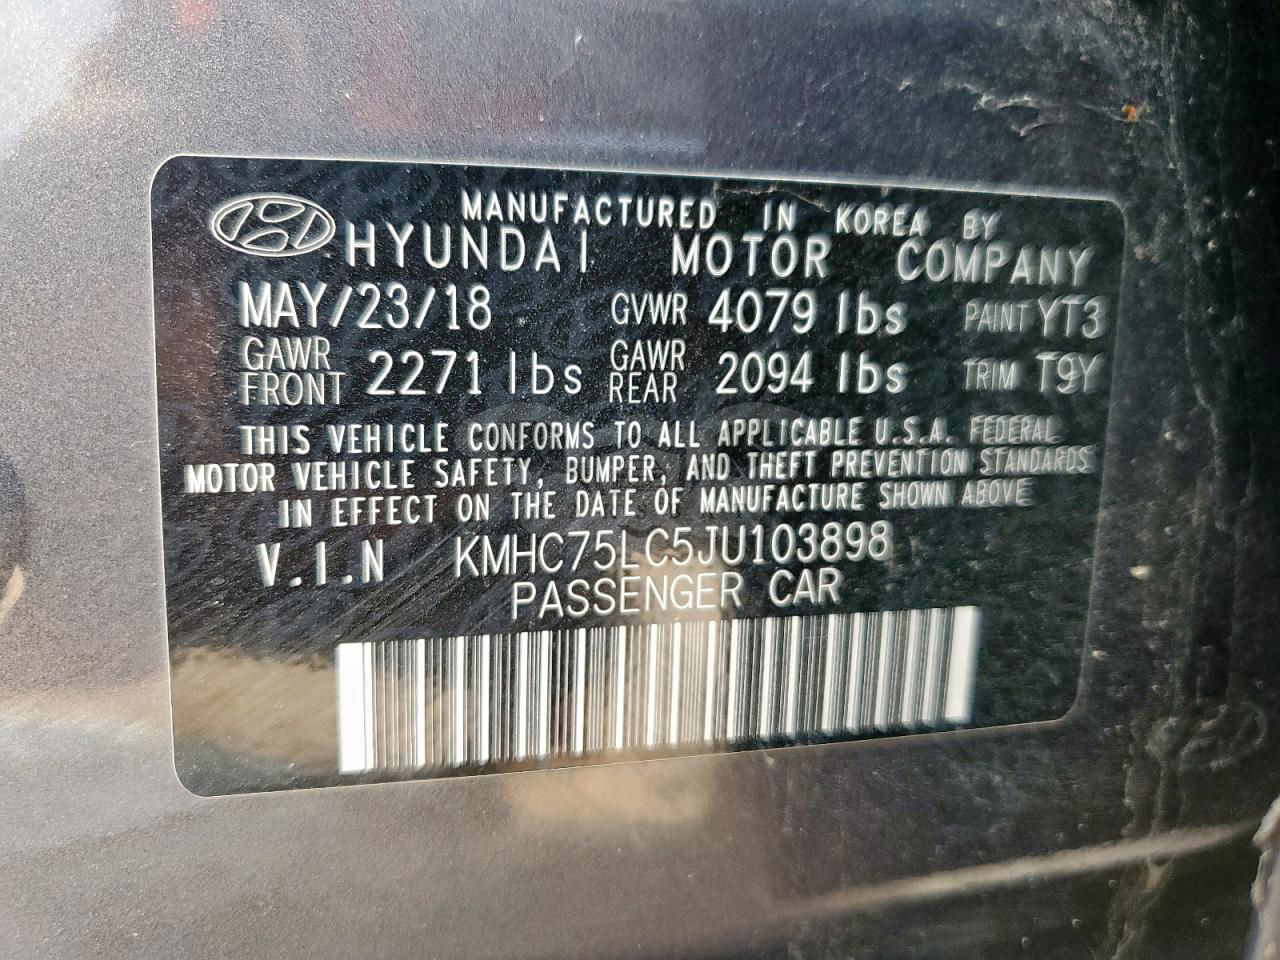 MANUFACTURED IN KOREA BY
HYUNDAI MOTOR COMPANY
MAY/23/18 GVWR 4079 lbs PAINT YT3
GAWR FRONT 2271 lbs GAWR REAR 2094 lbs TRIM T9Y
THIS VEHICLE CONFORMS TO ALL APPLICABLE U.S.A. FEDERAL
MOTOR VEHICLE SAFETY, BUMPER, AND THEFT PREVENTION STANDARDS
IN EFFECT ON THE DATE OF MANUFACTURE SHOWN ABOVE
V.I.N KMHC75LC5JU103898
PASSENGER CAR